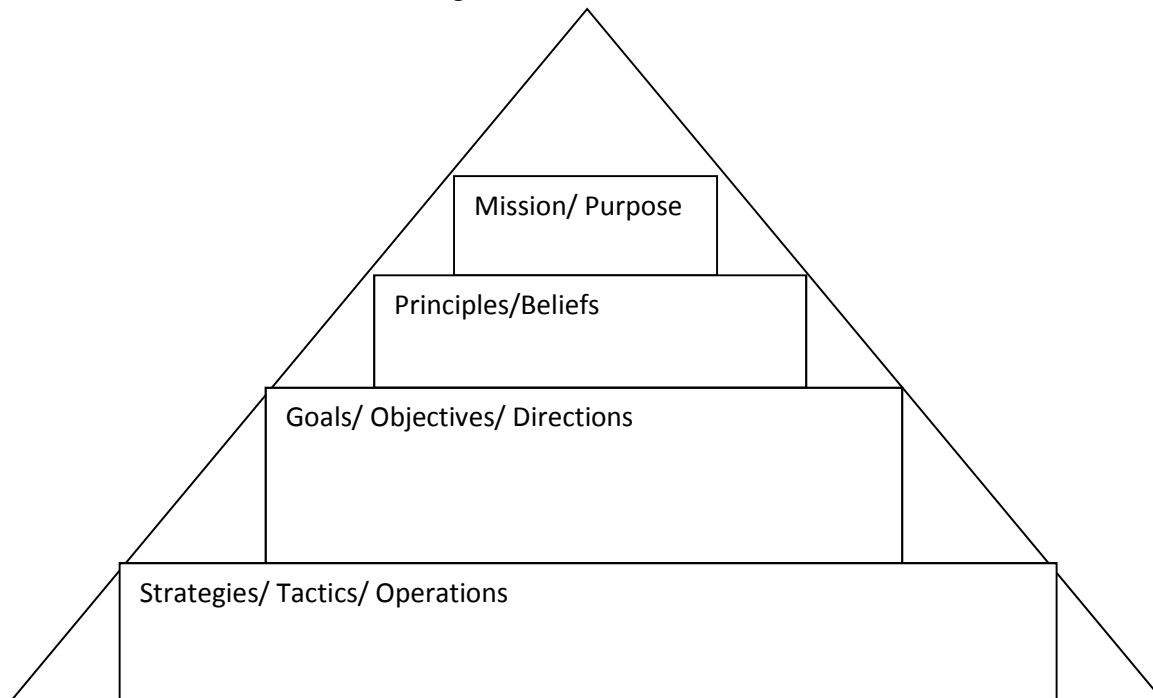 Mission/ Purpose
Principles/Beliefs
Goals/ Objectives/ Directions
Strategies/ Tactics/ Operations